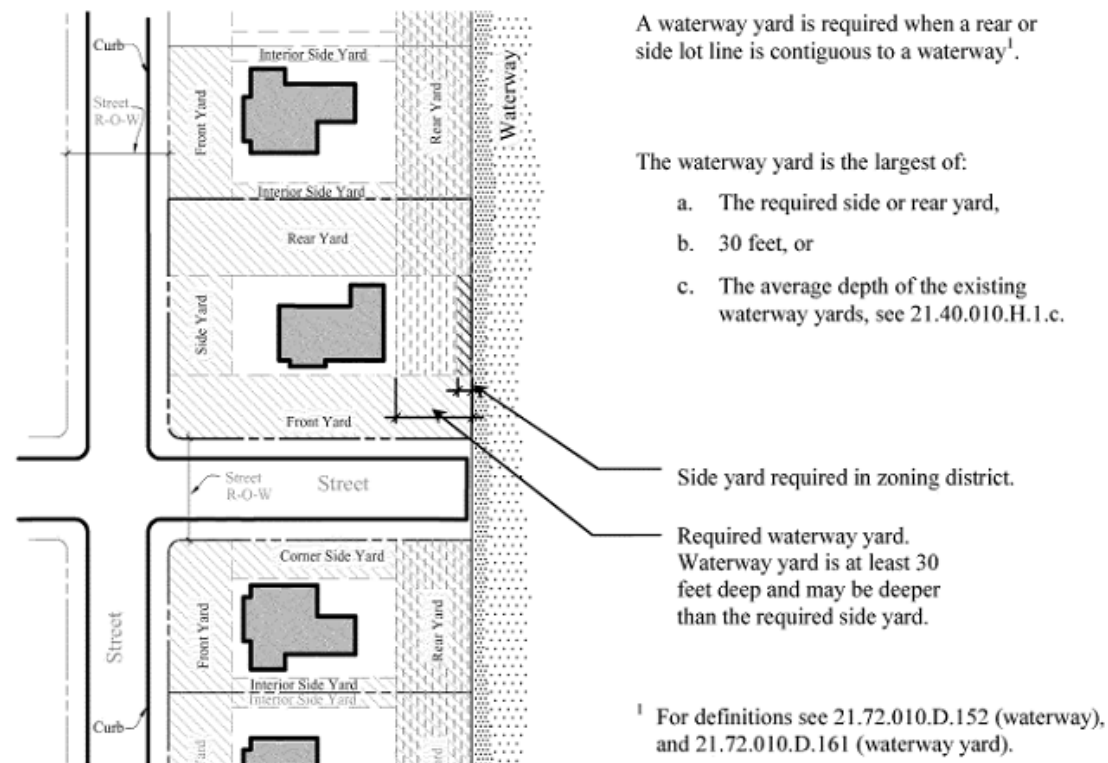 Curb
Street
R-O-W
Front Yard
Interior Side Yard
Rear Yard
Waterway
Interior Side Yard
Rear Yard
Side Yard
Front Yard
Street
R-O-W
Street
Corner Side Yard
Street
Front Yard
Rear Yard
Interior Side Yard
Interior Side Yard
Curb
A waterway yard is required when a rear or
side lot line is contiguous to a waterway¹.
The waterway yard is the largest of:
a. The required side or rear yard,
b. 30 feet, or
c. The average depth of the existing
waterway yards, see 21.40.010.H.1.c.
Side yard required in zoning district.
Required waterway yard.
Waterway yard is at least 30
feet deep and may be deeper
than the required side yard.
¹ For definitions see 21.72.010.D.152 (waterway),
and 21.72.010.D.161 (waterway yard).